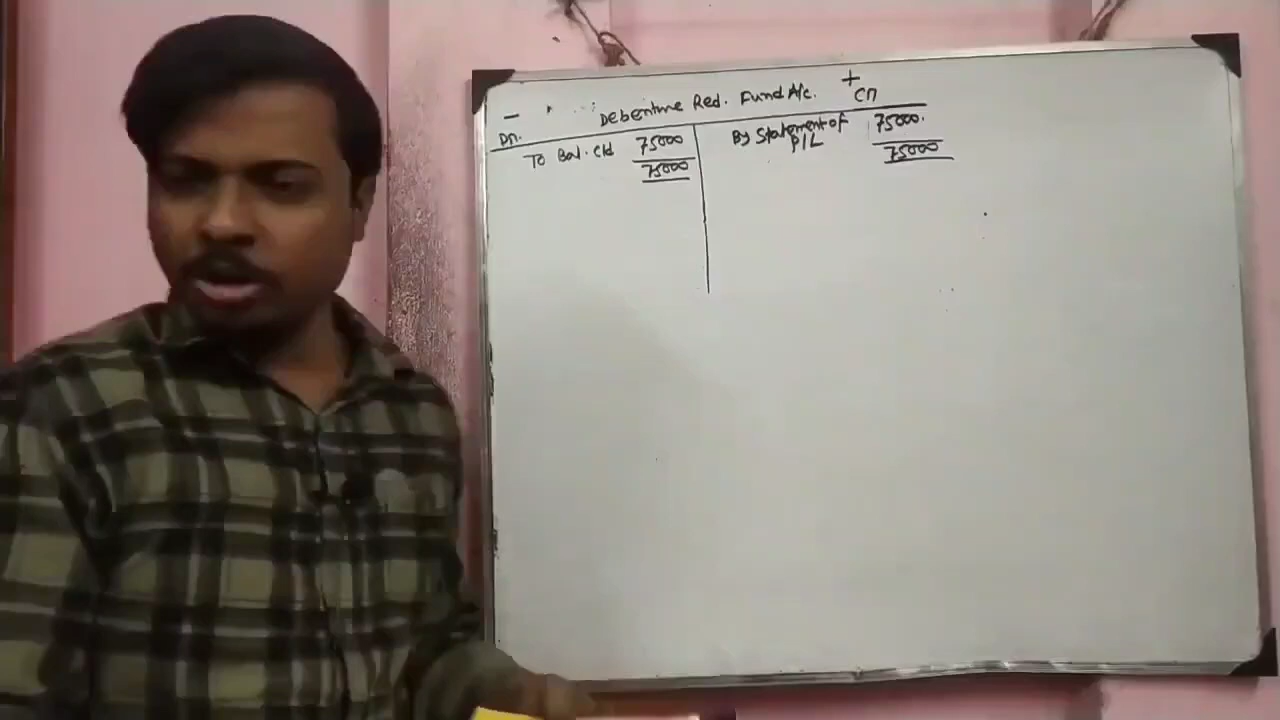 - Debenture Red. Fund A/c. +
Dr. Cr
To Bal. c/d 75000 By Statement of P/L 75000.
75000 75000